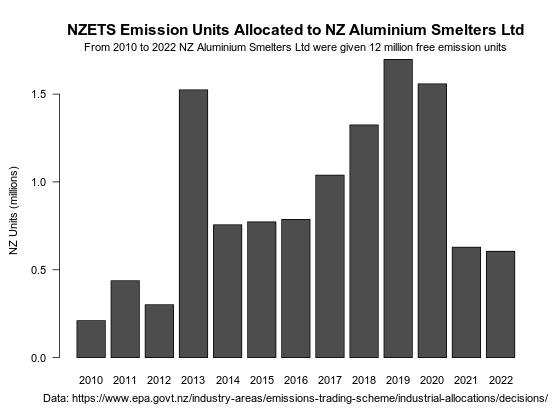 NZETS Emission Units Allocated to NZ Aluminium Smelters Ltd
From 2010 to 2022 NZ Aluminium Smelters Ltd were given 12 million free emission units
NZ Units (millions)
1.5
1.0
0.5
0.0
2010 2011 2012 2013 2014 2015 2016 2017 2018 2019 2020 2021 2022
Data: https://www.epa.govt.nz/industry-areas/emissions-trading-scheme/industrial-allocations/decisions/